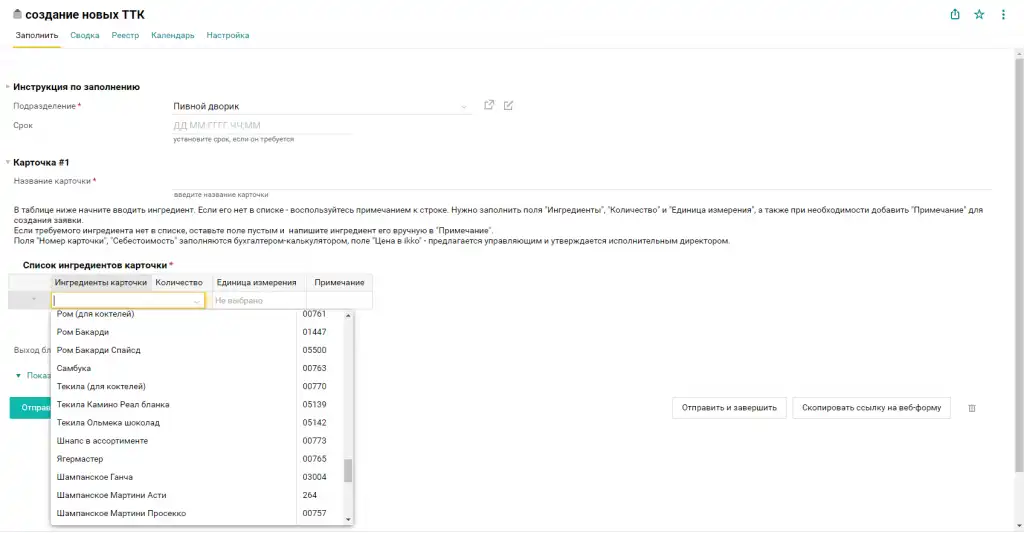 создание новых ТТК
Заполнить Сводка Реестр Календарь Настройка
Инструкция по заполнению
Подразделение * Пивной дворик
Срок ДД.ММ.ГГГГ ЧЧ:ММ
установите срок, если он требуется
Карточка #1
Название карточки *
введите название карточки
В таблице ниже начните вводить ингредиент. Если его нет в списке - воспользуйтесь примечанием к строке. Нужно заполнить поля "Ингредиенты", "Количество" и "Единица измерения", а также при необходимости добавить "Примечание" для
создания заявки.
Если требуемого ингредиента нет в списке, оставьте поле пустым и напишите ингредиент его вручную в "Примечание".
Поля "Номер карточки", "Себестоимость" заполняются бухгалтером-калькулятором, поле "Цена в ikko" - предлагается управляющим и утверждается исполнительным директором.
Список ингредиентов карточки *
Ингредиенты карточки Количество Единица измерения Примечание
Не выбрано
Ром (для коктелей) 00761
Ром Бакарди 01447
Ром Бакарди Спайсд 05500
Выход бл
Самбука 00763
Показ
Текила (для коктелей) 00770
Текила Камино Реал бланка 05139
Отправ
Отправить и завершить Скопировать ссылку на веб-форму
Текила Ольмека шоколад 05142
Шнапс в ассортименте 00773
Ягермастер 00765
Шампанское Ганча 03004
Шампанское Мартини Асти 264
Шампанское Мартини Просекко 00757